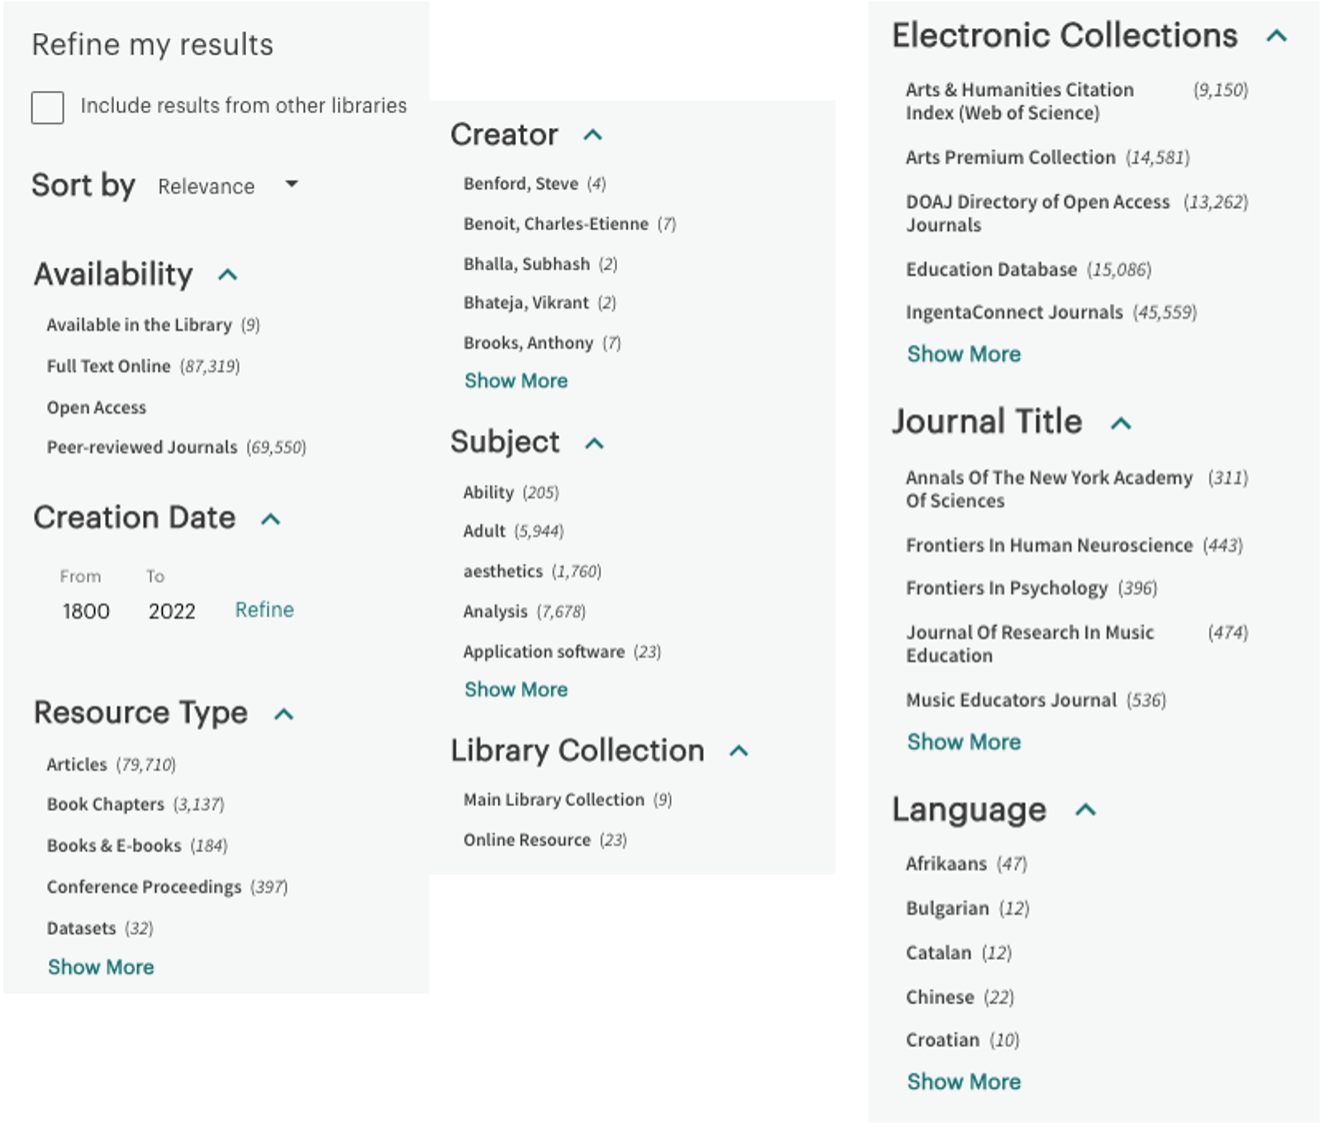 Refine my results
Include results from other libraries
Sort by Relevance
Availability
Available in the Library (9)
Full Text Online (87,319)
Open Access
Peer-reviewed Journals (69,550)
Creation Date
From To
1800 2022 Refine
Resource Type
Articles (79,710)
Book Chapters (3,137)
Books & E-books (184)
Conference Proceedings (397)
Datasets (32)
Show More
Creator
Benford, Steve (4)
Benoit, Charles-Etienne (7)
Bhalla, Subhash (2)
Bhateja, Vikrant (2)
Brooks, Anthony (7)
Show More
Subject
Ability (205)
Adult (5,944)
aesthetics (1,760)
Analysis (7,678)
Application software (23)
Show More
Library Collection
Main Library Collection (9)
Online Resource (23)
Electronic Collections
Arts & Humanities Citation (9,150)
Index (Web of Science)
Arts Premium Collection (14,581)
DOAJ Directory of Open Access (13,262)
Journals
Education Database (15,086)
IngentaConnect Journals (45,559)
Show More
Journal Title
Annals Of The New York Academy (311)
Of Sciences
Frontiers In Human Neuroscience (443)
Frontiers In Psychology (396)
Journal Of Research In Music (474)
Education
Music Educators Journal (536)
Show More
Language
Afrikaans (47)
Bulgarian (12)
Catalan (12)
Chinese (22)
Croatian (10)
Show More